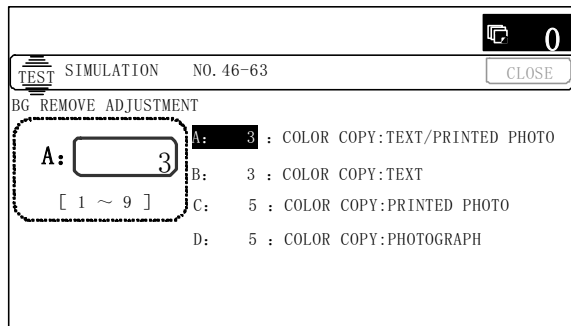 0
TEST SIMULATION NO.46-63 CLOSE
BG REMOVE ADJUSTMENT
A: 3
[ 1 ~ 9 ]
A: 3 : COLOR COPY:TEXT/PRINTED PHOTO
B: 3 : COLOR COPY:TEXT
C: 5 : COLOR COPY:PRINTED PHOTO
D: 5 : COLOR COPY:PHOTOGRAPH